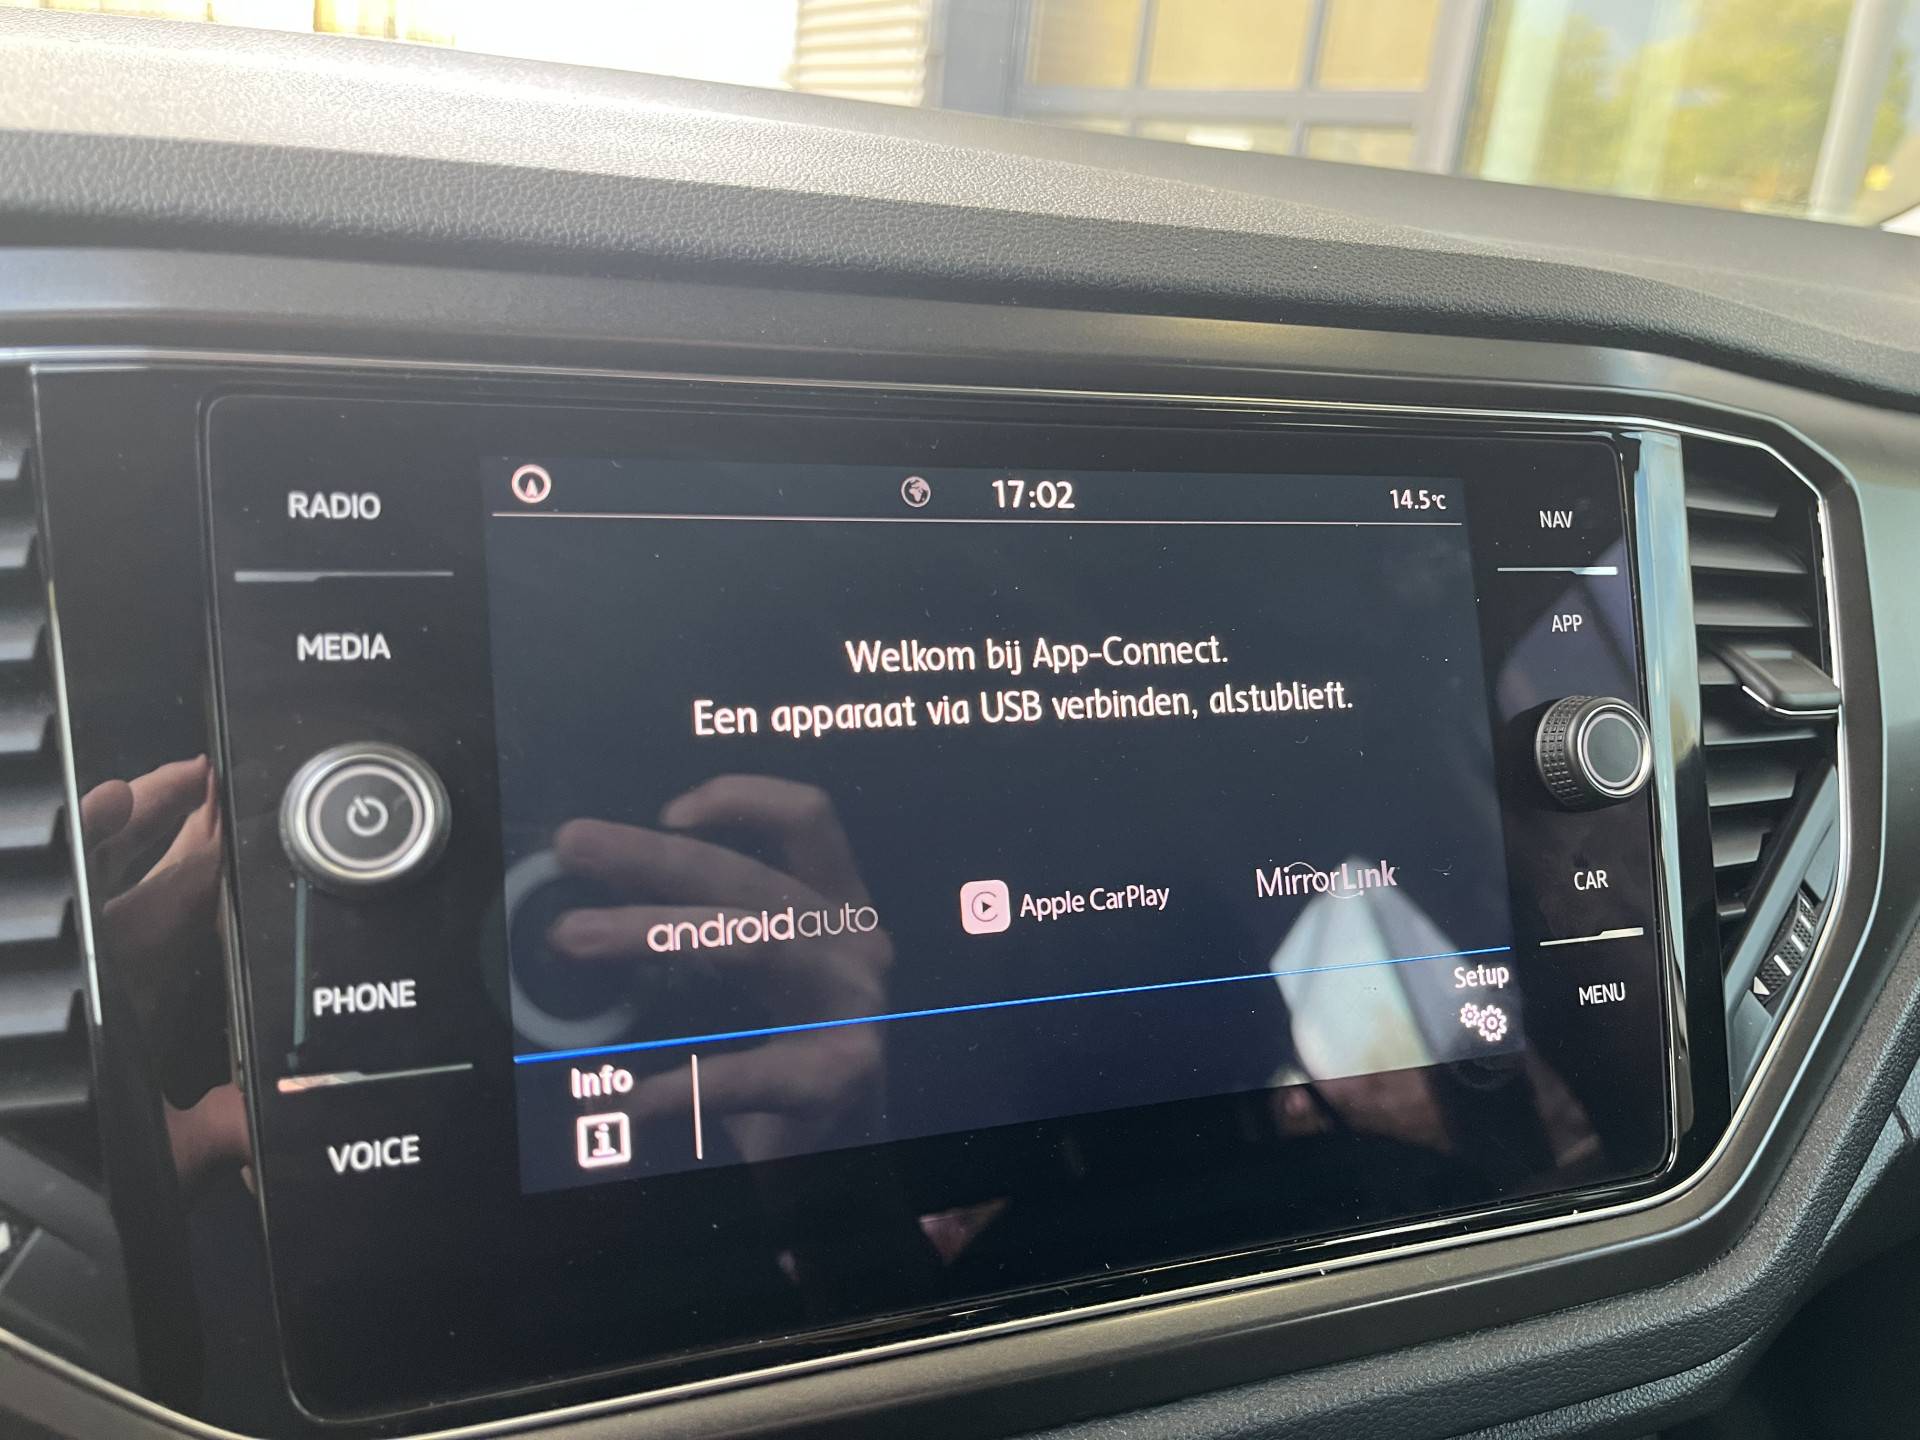 RADIO
MEDIA
PHONE
VOICE
17:02
14.5°C
Welkom bij App-Connect.
Een apparaat via USB verbinden, alstublieft.
androidauto
Apple CarPlay
MirrorLink
Info
Setup
NAV
APP
CAR
MENU